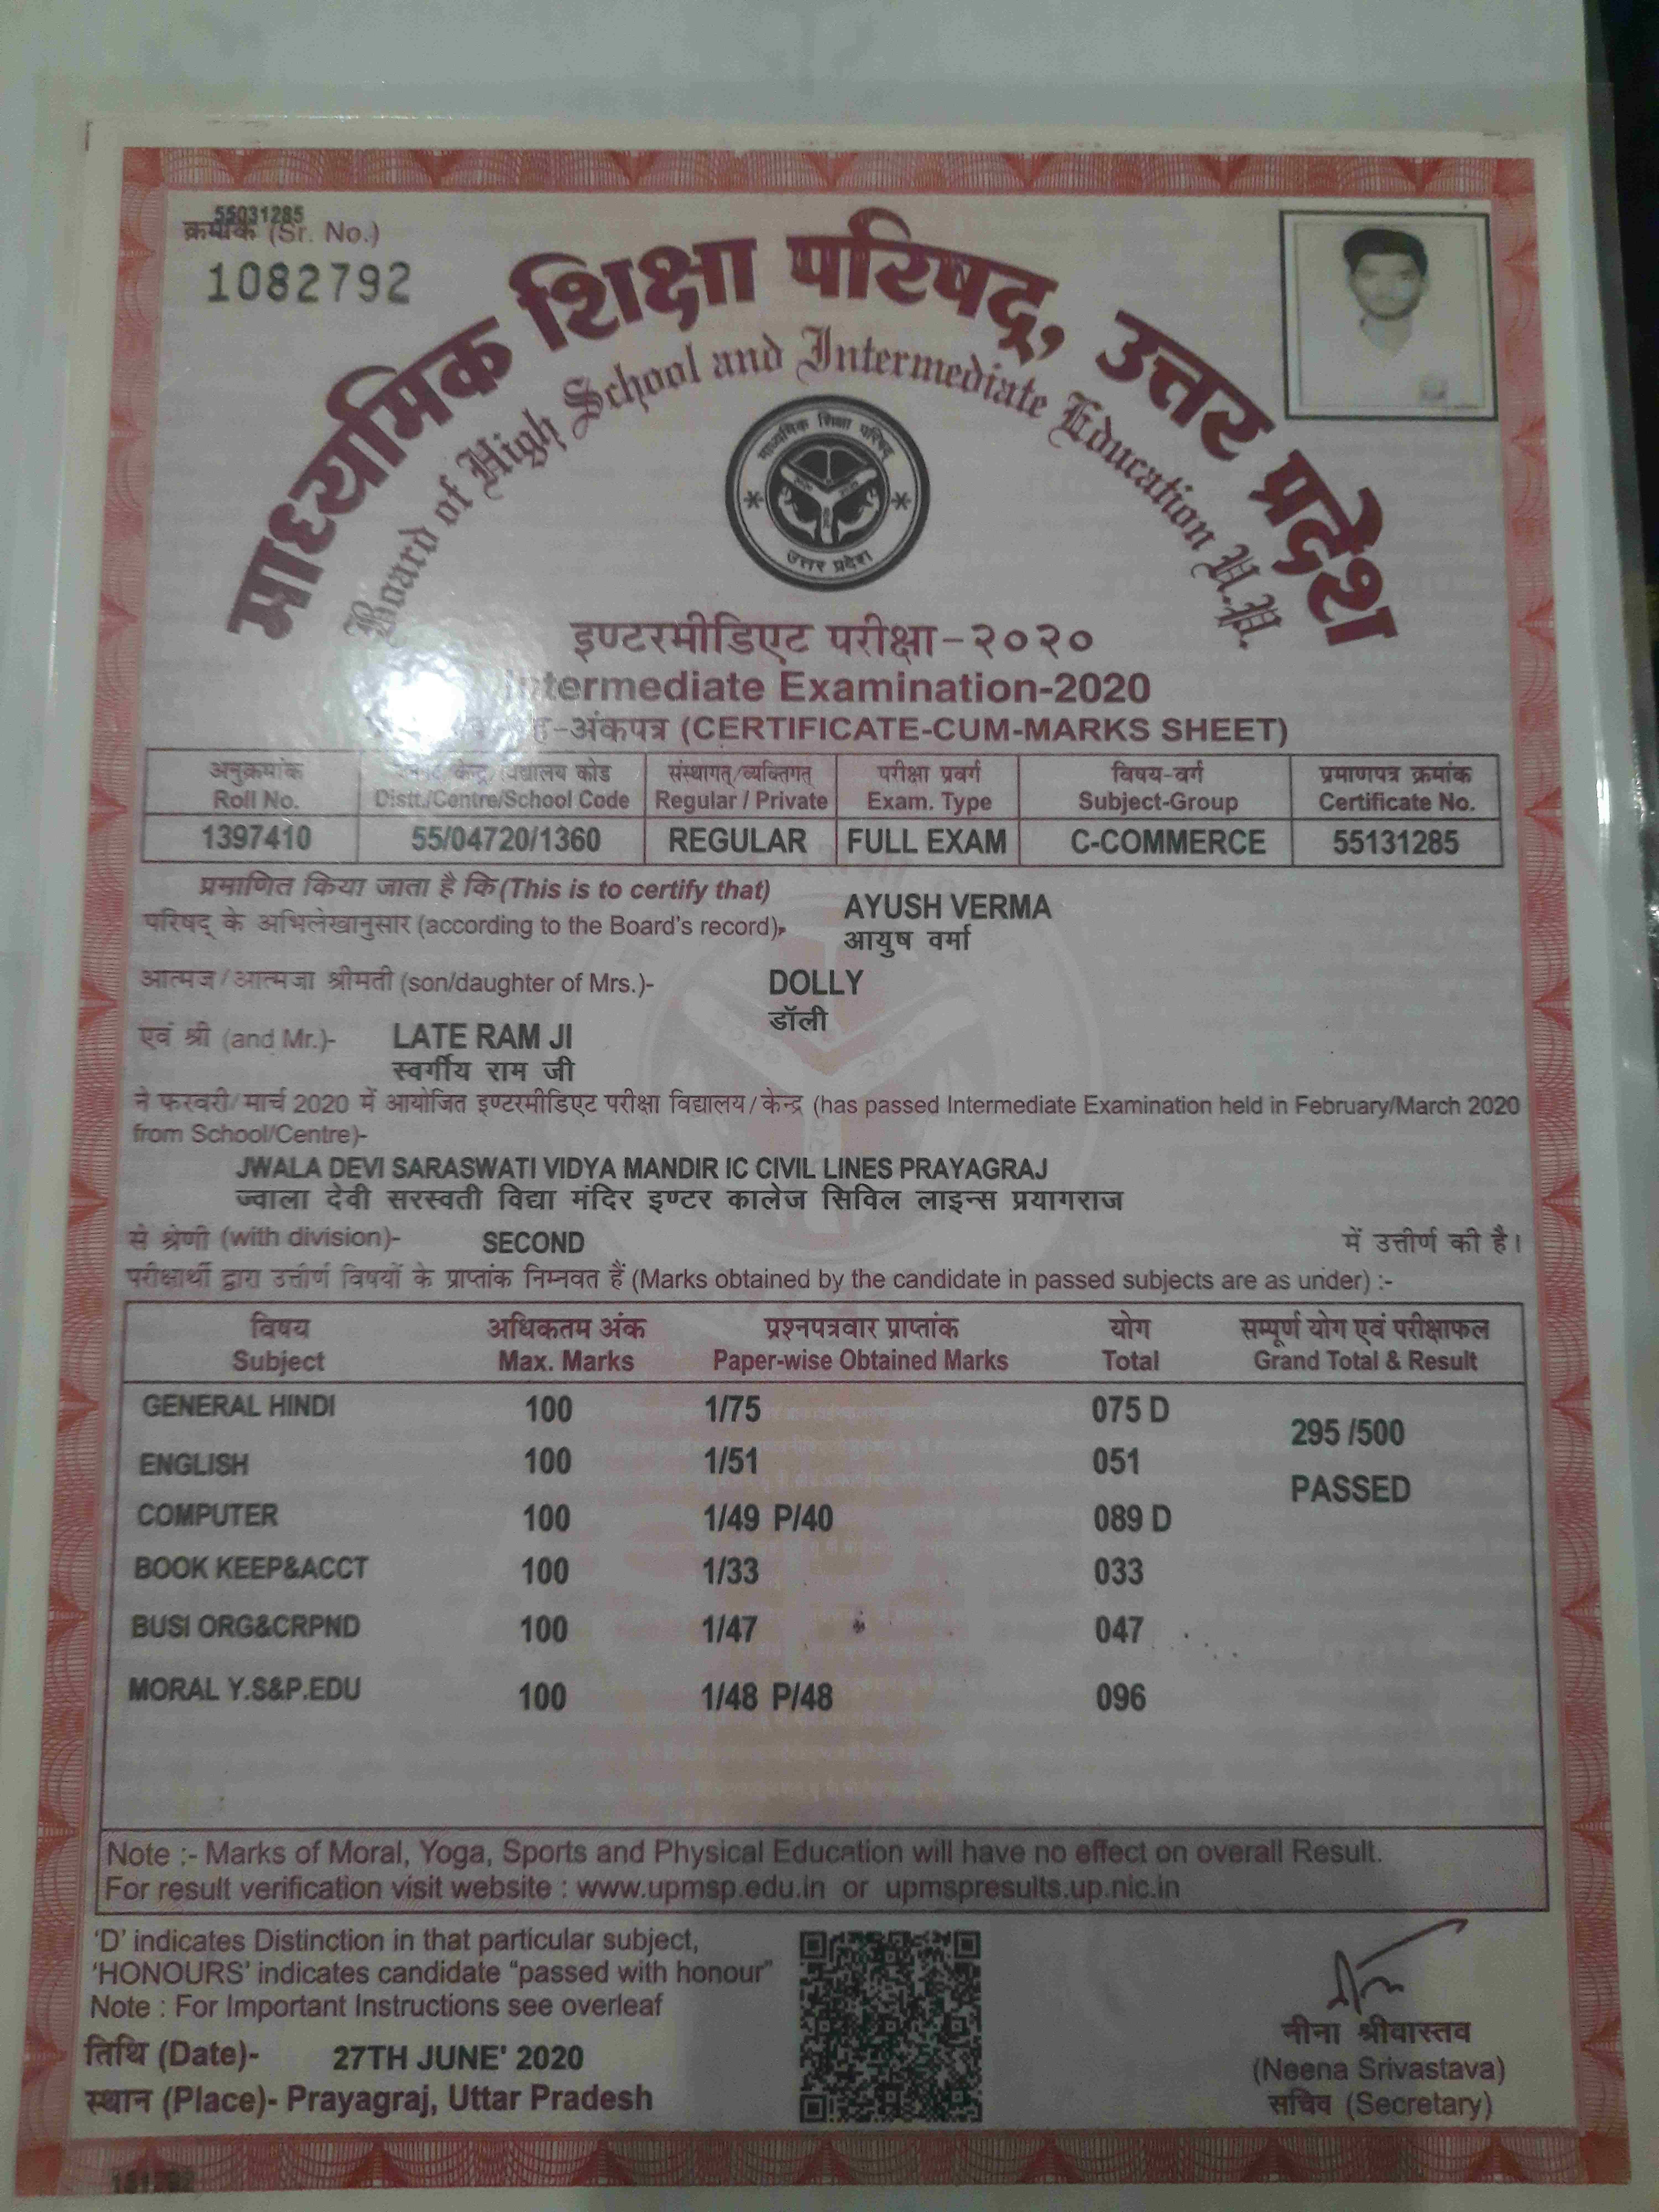 55031285
क्रमांक (Sr. No.)
1082792
माध्यमिक शिक्षा परिषद्, उत्तर प्रदेश
Board of High School and Intermediate Education U.P.
माध्यमिक शिक्षा परिषद्
उत्तर प्रदेश
इण्टरमीडिएट परीक्षा-२०२०
Intermediate Examination-2020
-अंकपत्र (CERTIFICATE-CUM-MARKS SHEET)
अनुक्रमांक केन्द्र/विद्यालय कोड संस्थागत्/व्यक्तिगत् परीक्षा प्रवर्ग विषय-वर्ग प्रमाणपत्र क्रमांक
Roll No. Distt./Centre/School Code Regular / Private Exam. Type Subject-Group Certificate No.
1397410 55/04720/1360 REGULAR FULL EXAM C-COMMERCE 55131285
प्रमाणित किया जाता है कि (This is to certify that)
परिषद् के अभिलेखानुसार (according to the Board's record),- AYUSH VERMA
आयुष वर्मा
आत्मज/आत्मजा श्रीमती (son/daughter of Mrs.)- DOLLY
डॉली
एवं श्री (and Mr.)- LATE RAM JI
स्वर्गीय राम जी
ने फरवरी/मार्च 2020 में आयोजित इण्टरमीडिएट परीक्षा विद्यालय/केन्द्र (has passed Intermediate Examination held in February/March 2020
from School/Centre)-
JWALA DEVI SARASWATI VIDYA MANDIR IC CIVIL LINES PRAYAGRAJ
ज्वाला देवी सरस्वती विद्या मंदिर इण्टर कालेज सिविल लाइन्स प्रयागराज
से श्रेणी (with division)- SECOND में उत्तीर्ण की है।
परीक्षार्थी द्वारा उत्तीर्ण विषयों के प्राप्तांक निम्नवत हैं (Marks obtained by the candidate in passed subjects are as under) :-
विषय अधिकतम अंक प्रश्नपत्रवार प्राप्तांक योग सम्पूर्ण योग एवं परीक्षाफल
Subject Max. Marks Paper-wise Obtained Marks Total Grand Total & Result
GENERAL HINDI 100 1/75 075 D
295 /500
ENGLISH 100 1/51 051
PASSED
COMPUTER 100 1/49 P/40 089 D
BOOK KEEP&ACCT 100 1/33 033
BUSI ORG&CRPND 100 1/47 047
MORAL Y.S&P.EDU 100 1/48 P/48 096
Note :- Marks of Moral, Yoga, Sports and Physical Education will have no effect on overall Result.
For result verification visit website : www.upmsp.edu.in or upmspresults.up.nic.in
'D' indicates Distinction in that particular subject,
'HONOURS' indicates candidate "passed with honour"
Note : For Important Instructions see overleaf
तिथि (Date)- 27TH JUNE' 2020
स्थान (Place)- Prayagraj, Uttar Pradesh
नीना श्रीवास्तव
(Neena Srivastava)
सचिव (Secretary)